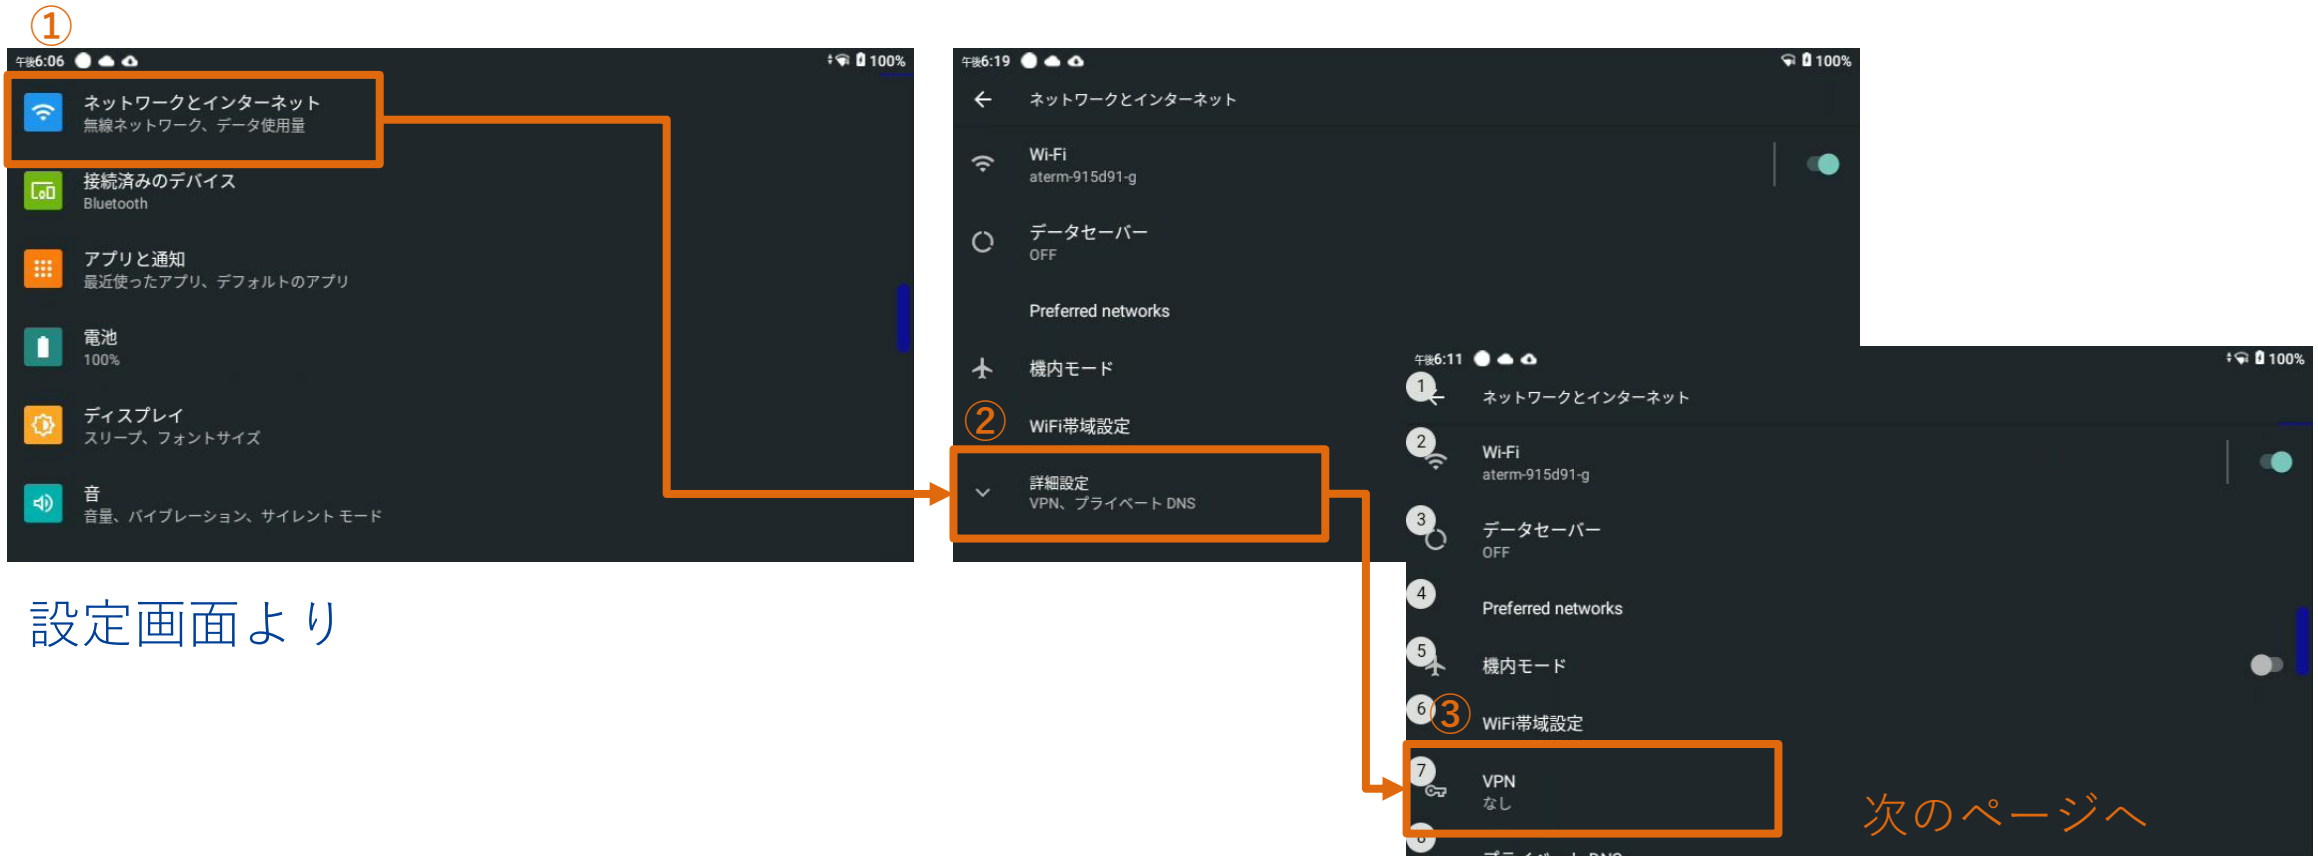 ①
午後6:06
100%
ネットワークとインターネット
無線ネットワーク、データ使用量
接続済みのデバイス
Bluetooth
アプリと通知
最近使ったアプリ、デフォルトのアプリ
電池
100%
ディスプレイ
スリープ、フォントサイズ
音
音量、バイブレーション、サイレント モード
設定画面より
午後6:19
100%
ネットワークとインターネット
Wi-Fi
aterm-915d91-g
データセーバー
OFF
Preferred networks
機内モード
②
WiFi帯域設定
詳細設定
VPN、プライベート DNS
午後6:11
100%
1
ネットワークとインターネット
2
Wi-Fi
aterm-915d91-g
3
データセーバー
OFF
4
Preferred networks
5
機内モード
6
③
WiFi帯域設定
7
VPN
なし
次のページへ
8
プライベート DNS